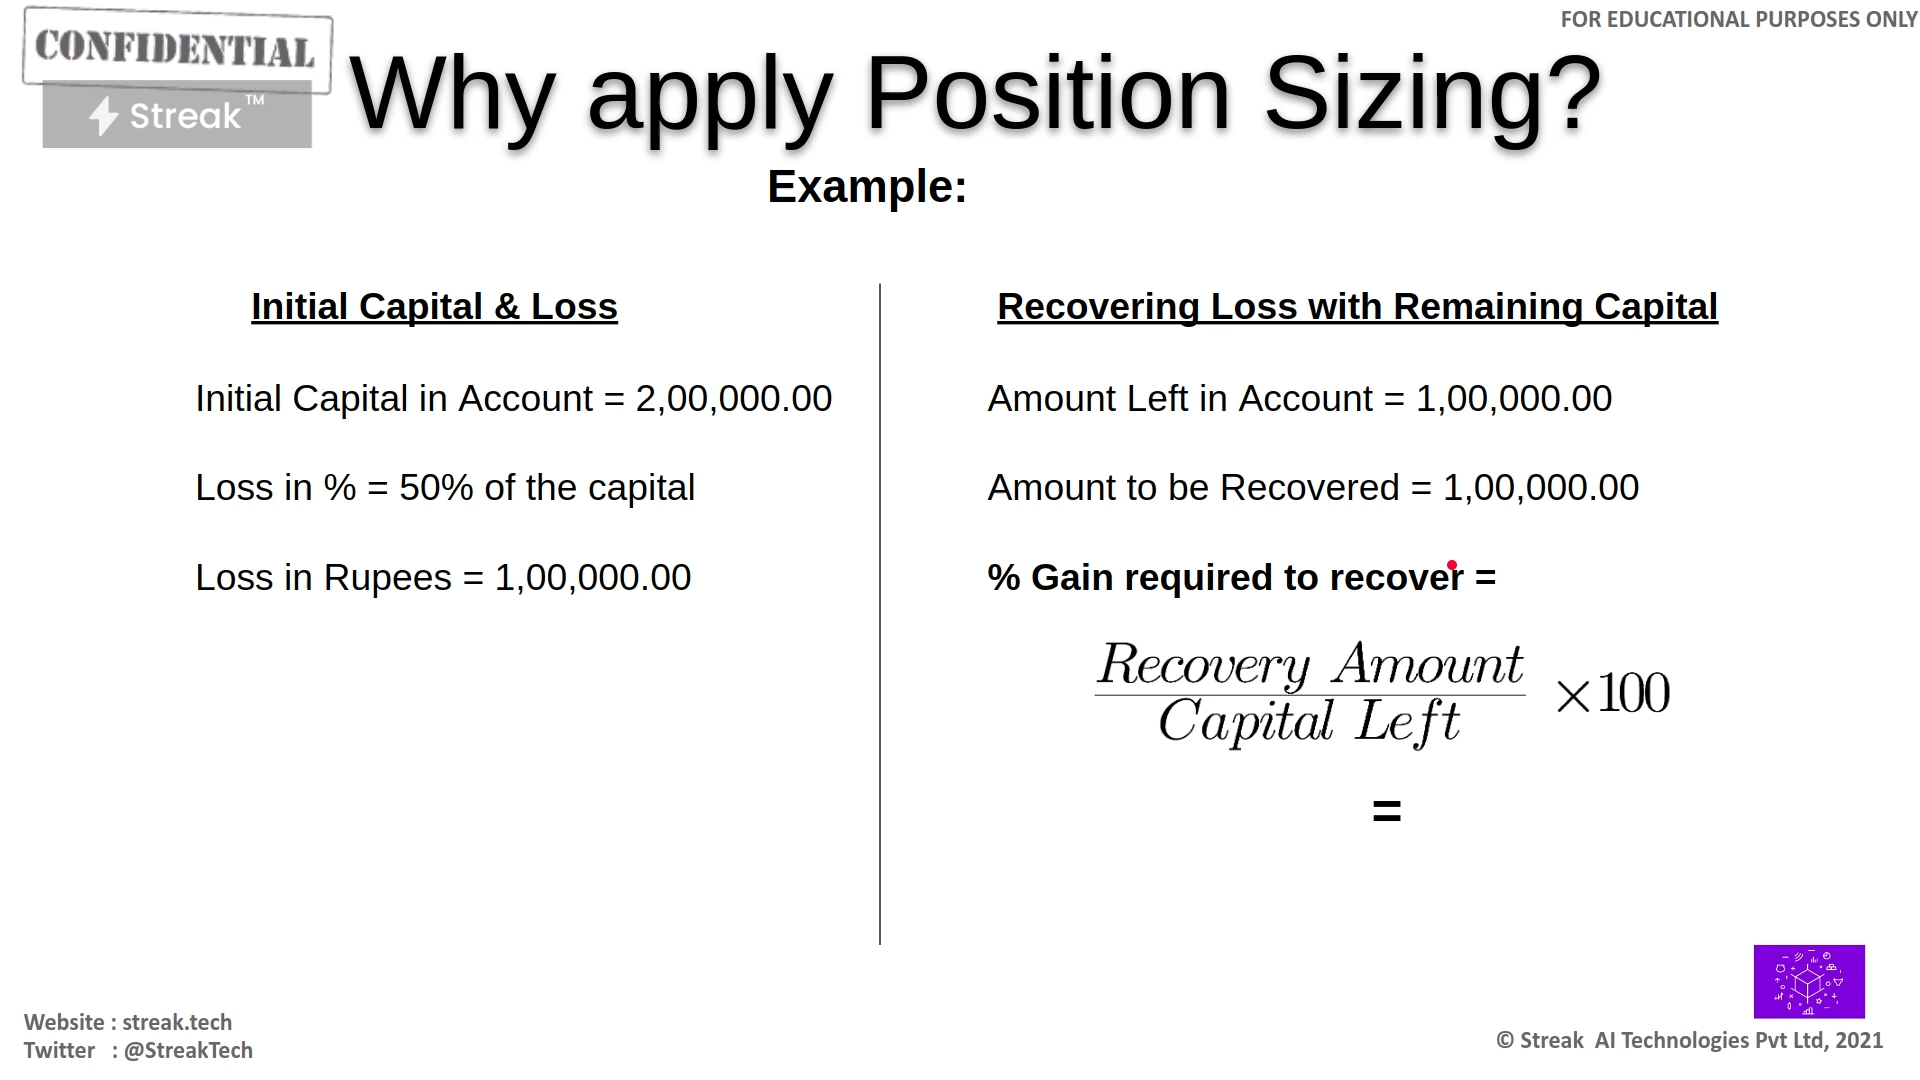 CONFIDENTIAL
FOR EDUCATIONAL PURPOSES ONLY
Streak™
Why apply Position Sizing?
Example:
Initial Capital & Loss
Initial Capital in Account = 2,00,000.00
Loss in % = 50% of the capital
Loss in Rupees = 1,00,000.00
Recovering Loss with Remaining Capital
Amount Left in Account = 1,00,000.00
Amount to be Recovered = 1,00,000.00
% Gain required to recover =
Recovery Amount
Capital Left
×100
=
Website : streak.tech
Twitter : @StreakTech
© Streak AI Technologies Pvt Ltd, 2021